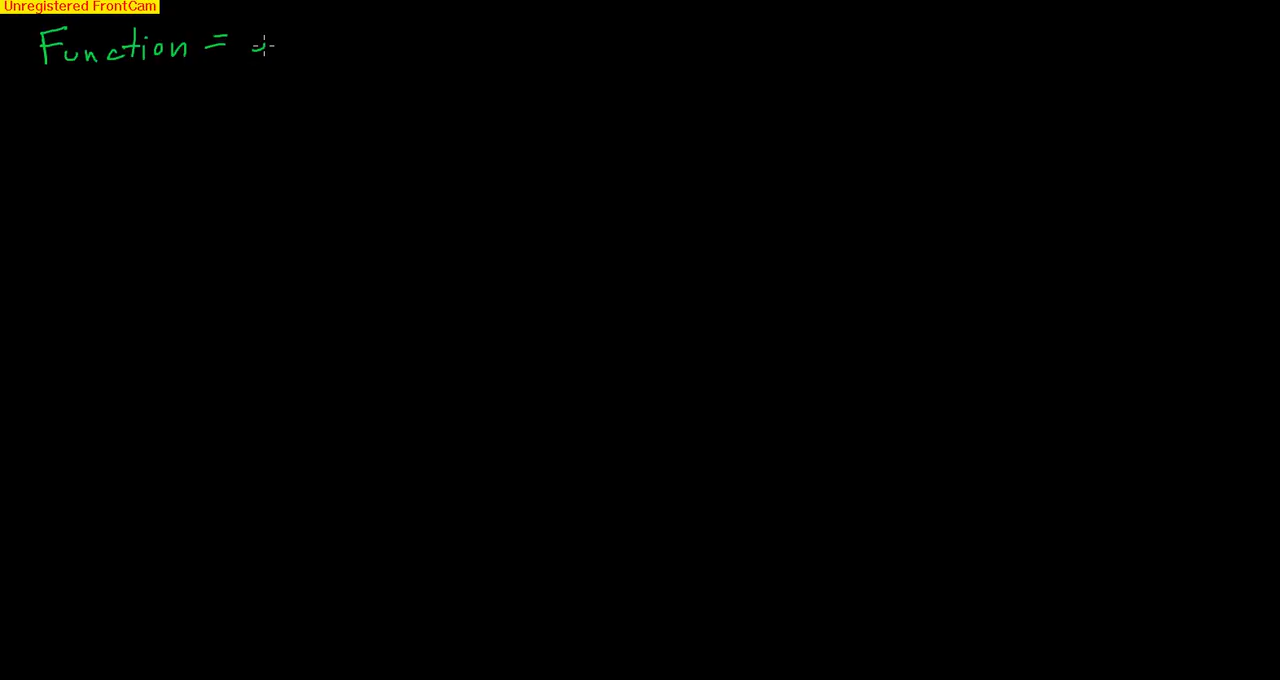 Unregistered FrontCam
Function =